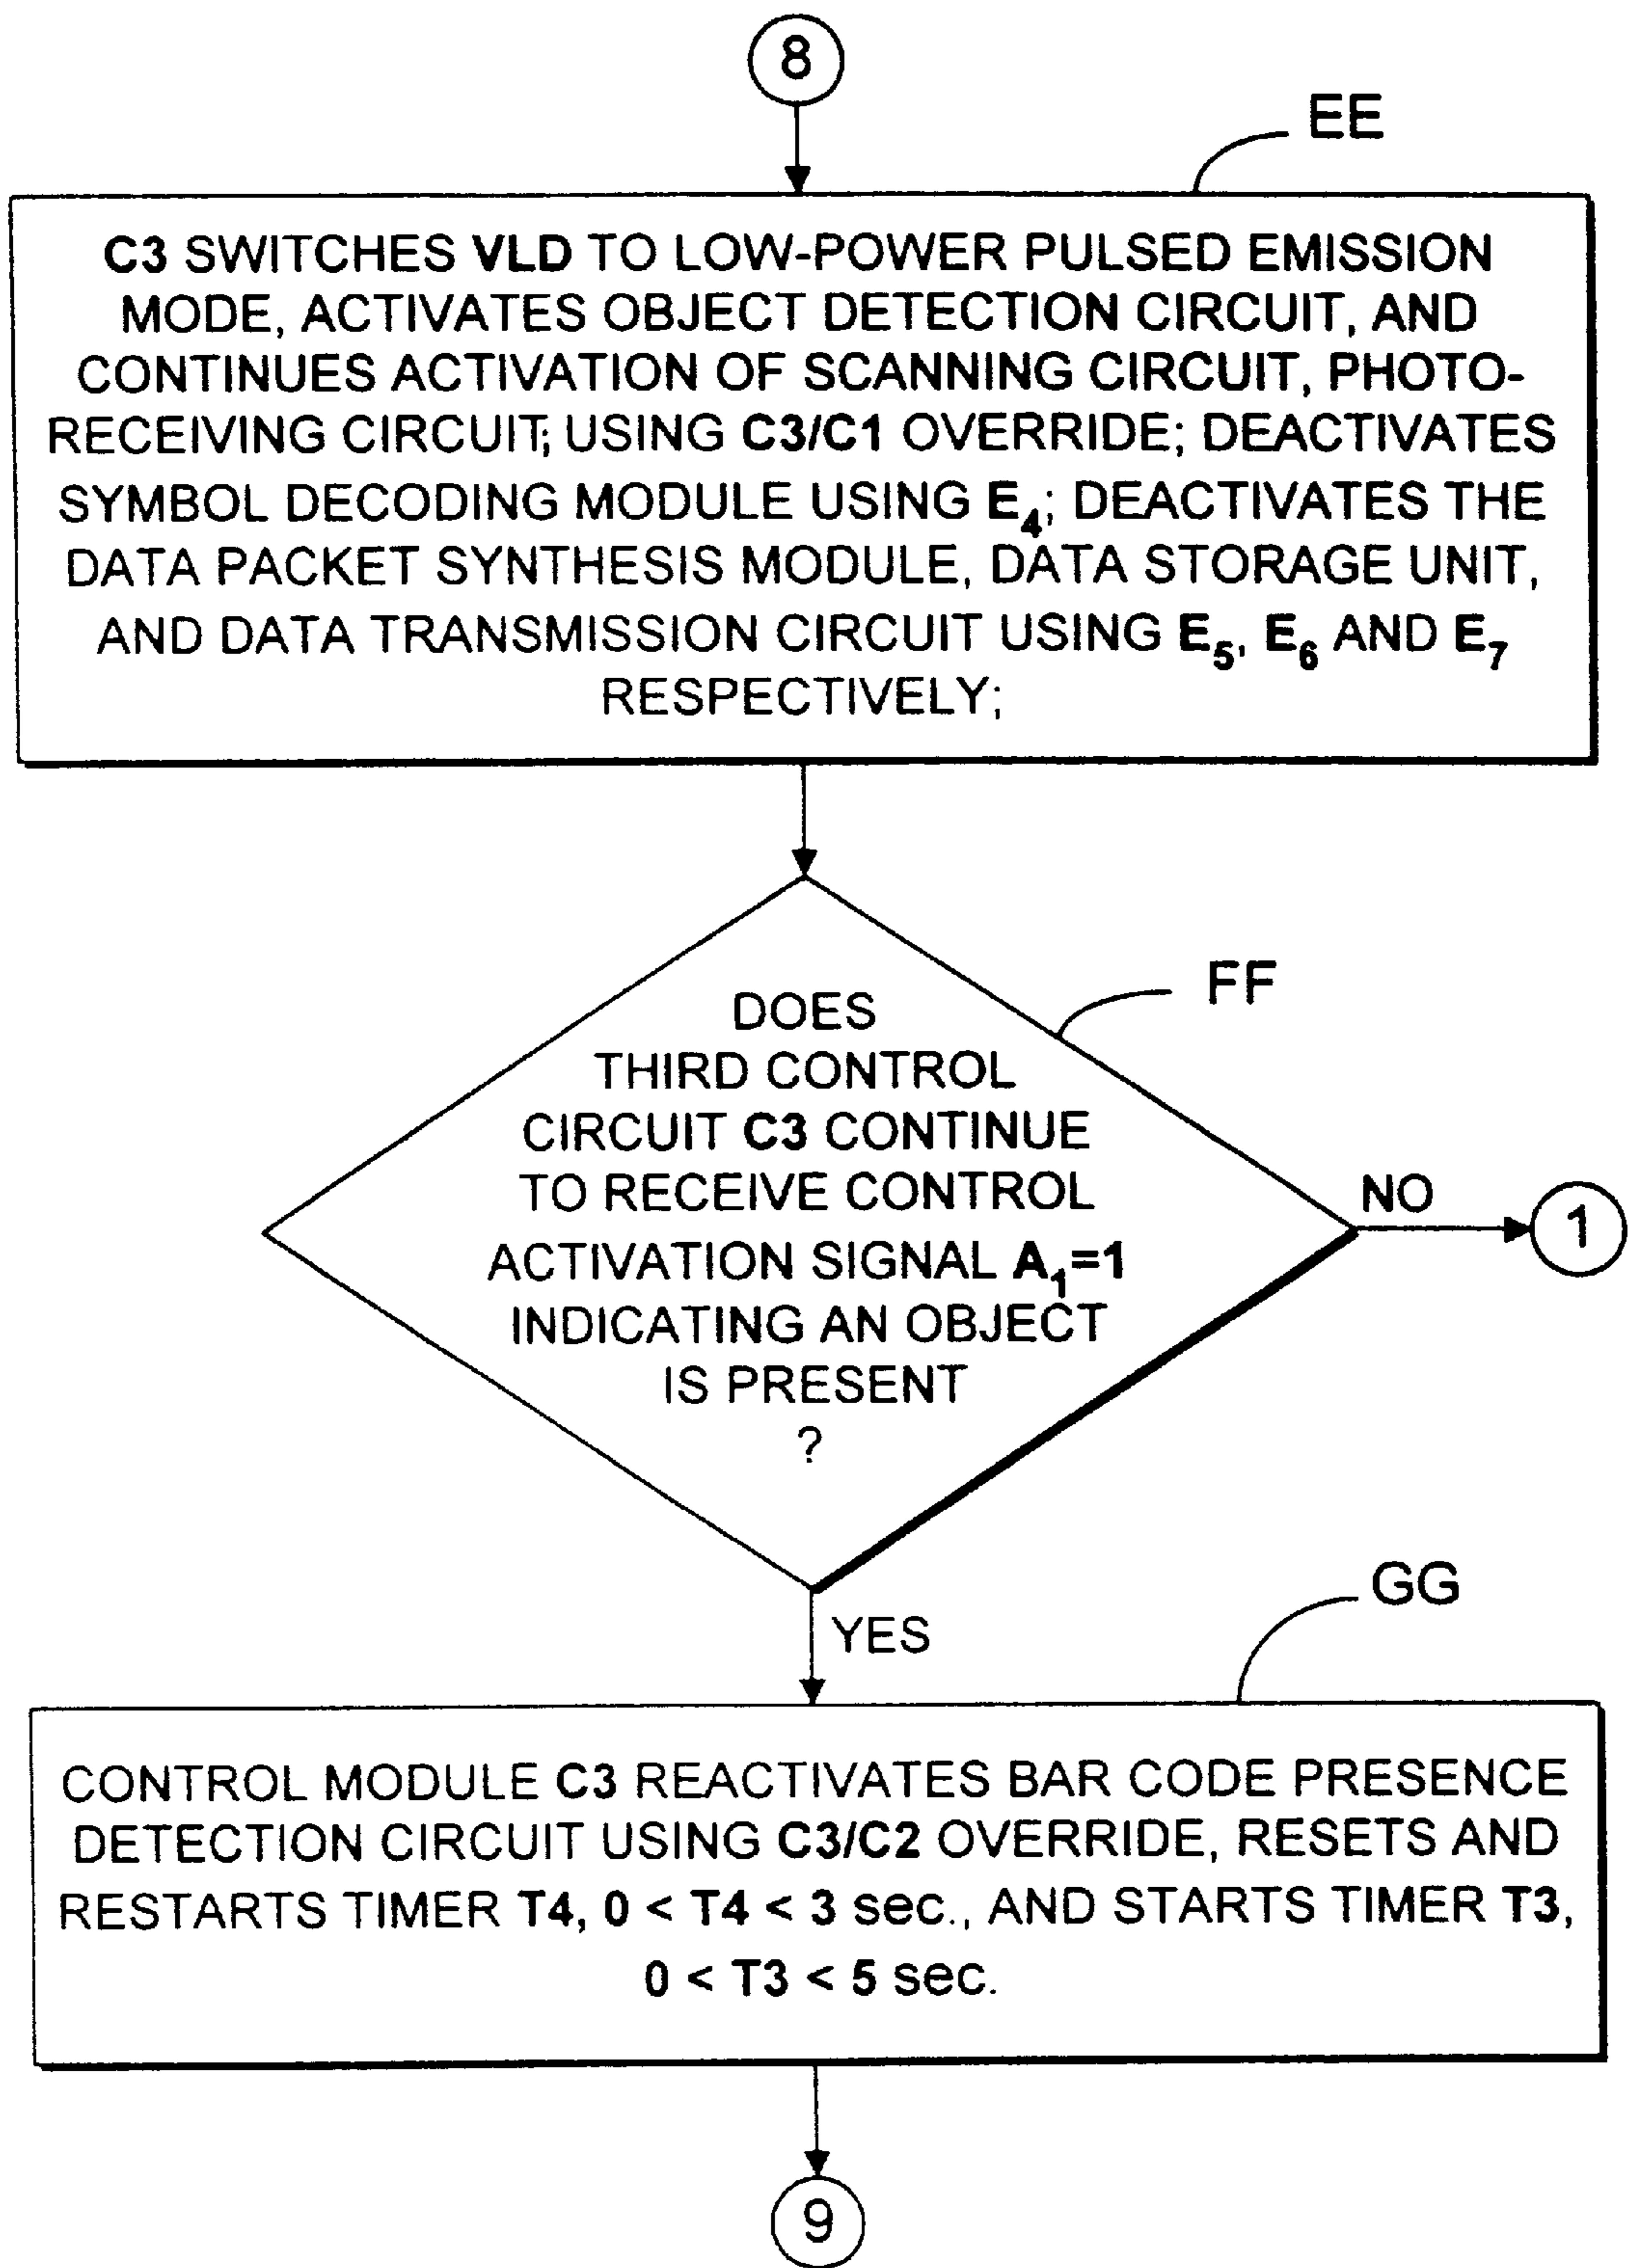 8
EE
C3 SWITCHES VLD TO LOW-POWER PULSED EMISSION
MODE, ACTIVATES OBJECT DETECTION CIRCUIT, AND
CONTINUES ACTIVATION OF SCANNING CIRCUIT, PHOTO-
RECEIVING CIRCUIT; USING C3/C1 OVERRIDE; DEACTIVATES
SYMBOL DECODING MODULE USING E₄; DEACTIVATES THE
DATA PACKET SYNTHESIS MODULE, DATA STORAGE UNIT,
AND DATA TRANSMISSION CIRCUIT USING E₅, E₆ AND E₇
RESPECTIVELY;
FF
DOES
THIRD CONTROL
CIRCUIT C3 CONTINUE
TO RECEIVE CONTROL
ACTIVATION SIGNAL A₁=1
INDICATING AN OBJECT
IS PRESENT
?
NO
1
YES
GG
CONTROL MODULE C3 REACTIVATES BAR CODE PRESENCE
DETECTION CIRCUIT USING C3/C2 OVERRIDE, RESETS AND
RESTARTS TIMER T4, 0 < T4 < 3 sec., AND STARTS TIMER T3,
0 < T3 < 5 sec.
9